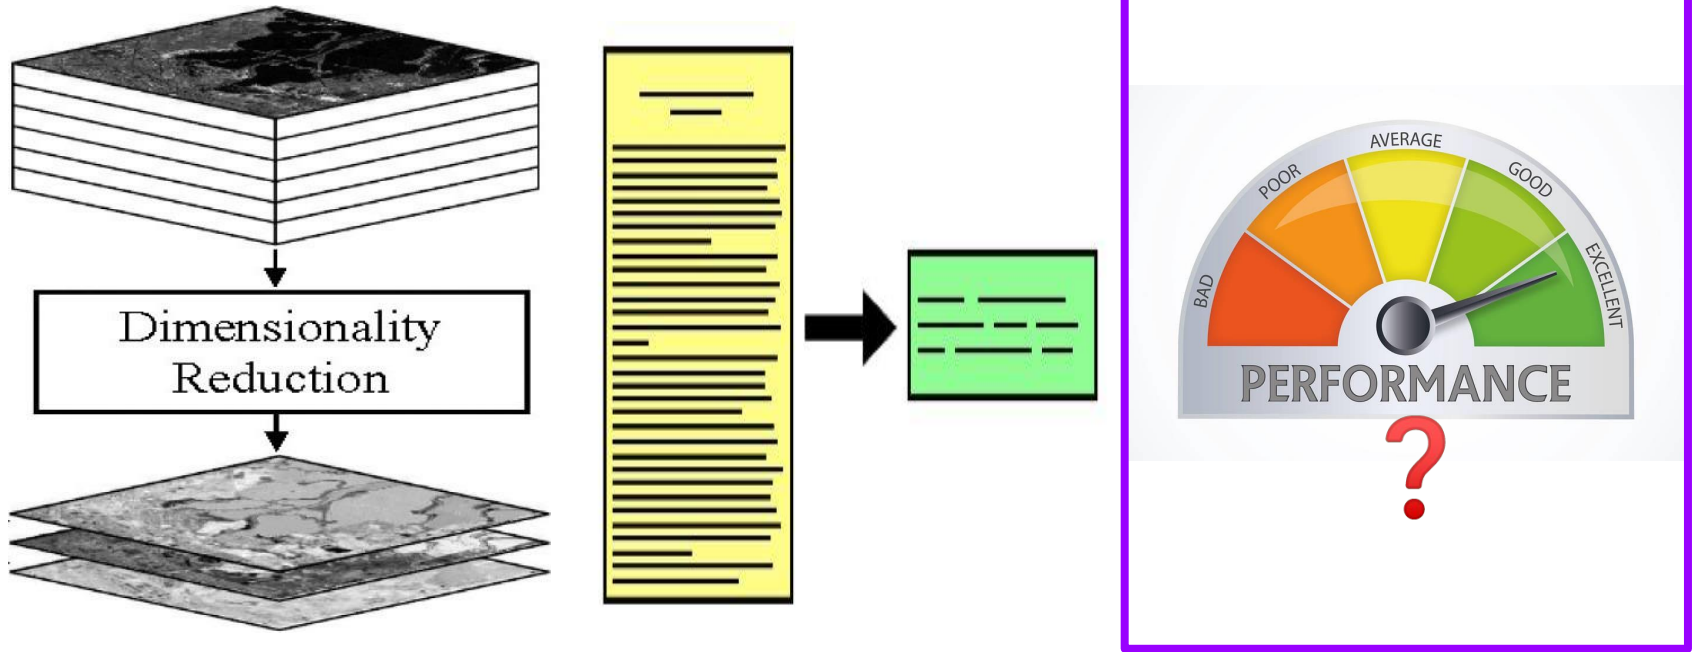 Dimensionality
Reduction
BAD
POOR
AVERAGE
GOOD
EXCELLENT
PERFORMANCE
?